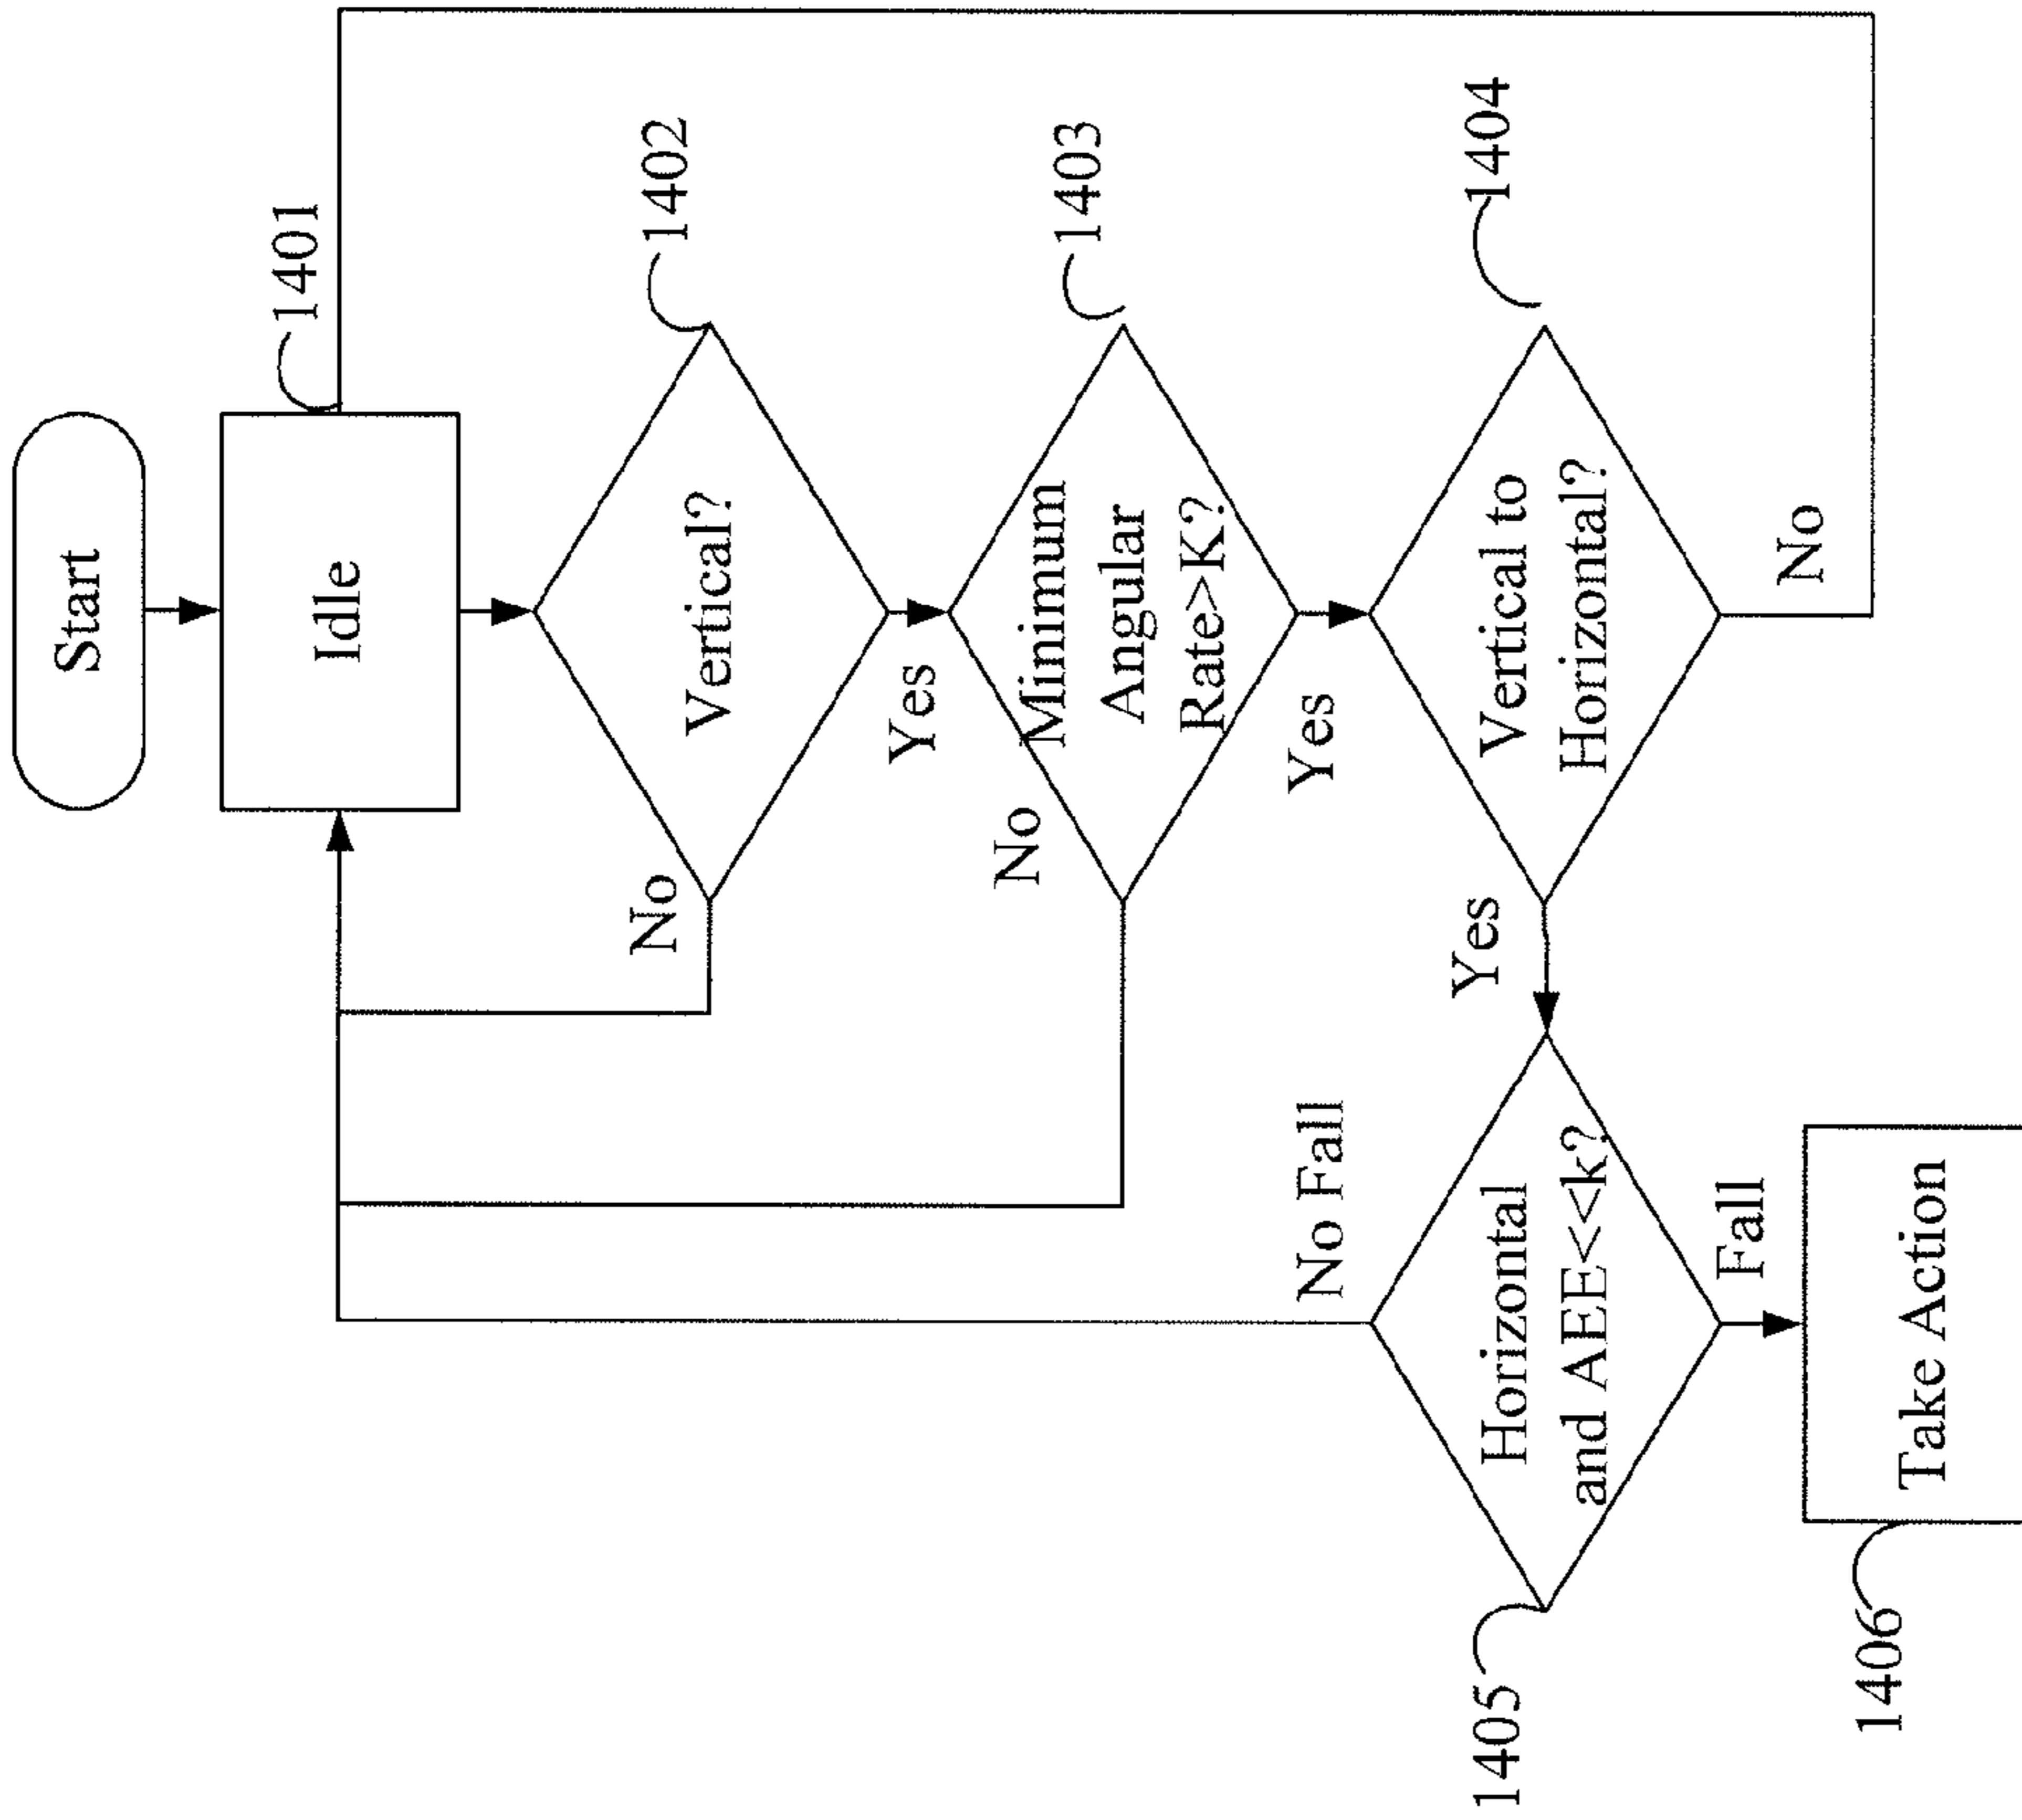 Start
1401
Idle
1402
Vertical?
No
Yes
1403
Minimum
Angular
Rate>K?
No
Yes
1404
Vertical to
Horizontal?
Yes
No
No Fall
Horizontal
and AEE<<k?
1405
Fall
Take Action
1406